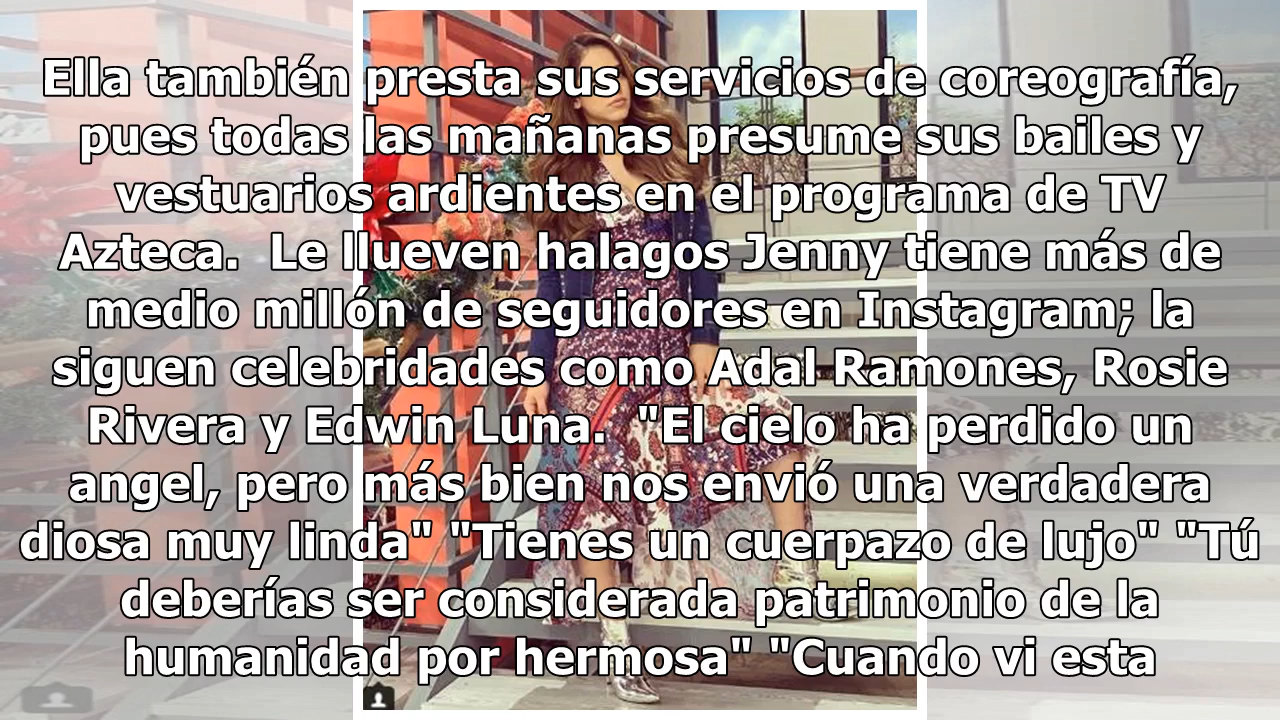 Ella también presta sus servicios de coreografía,
pues todas las mañanas presume sus bailes y
vestuarios ardientes en el programa de TV
Azteca.  Le llueven halagos Jenny tiene más de
medio millón de seguidores en Instagram; la
siguen celebridades como Adal Ramones, Rosie
Rivera y Edwin Luna.  "El cielo ha perdido un
angel, pero más bien nos envió una verdadera
diosa muy linda" "Tienes un cuerpazo de lujo" "Tú
deberías ser considerada patrimonio de la
humanidad por hermosa" "Cuando vi esta